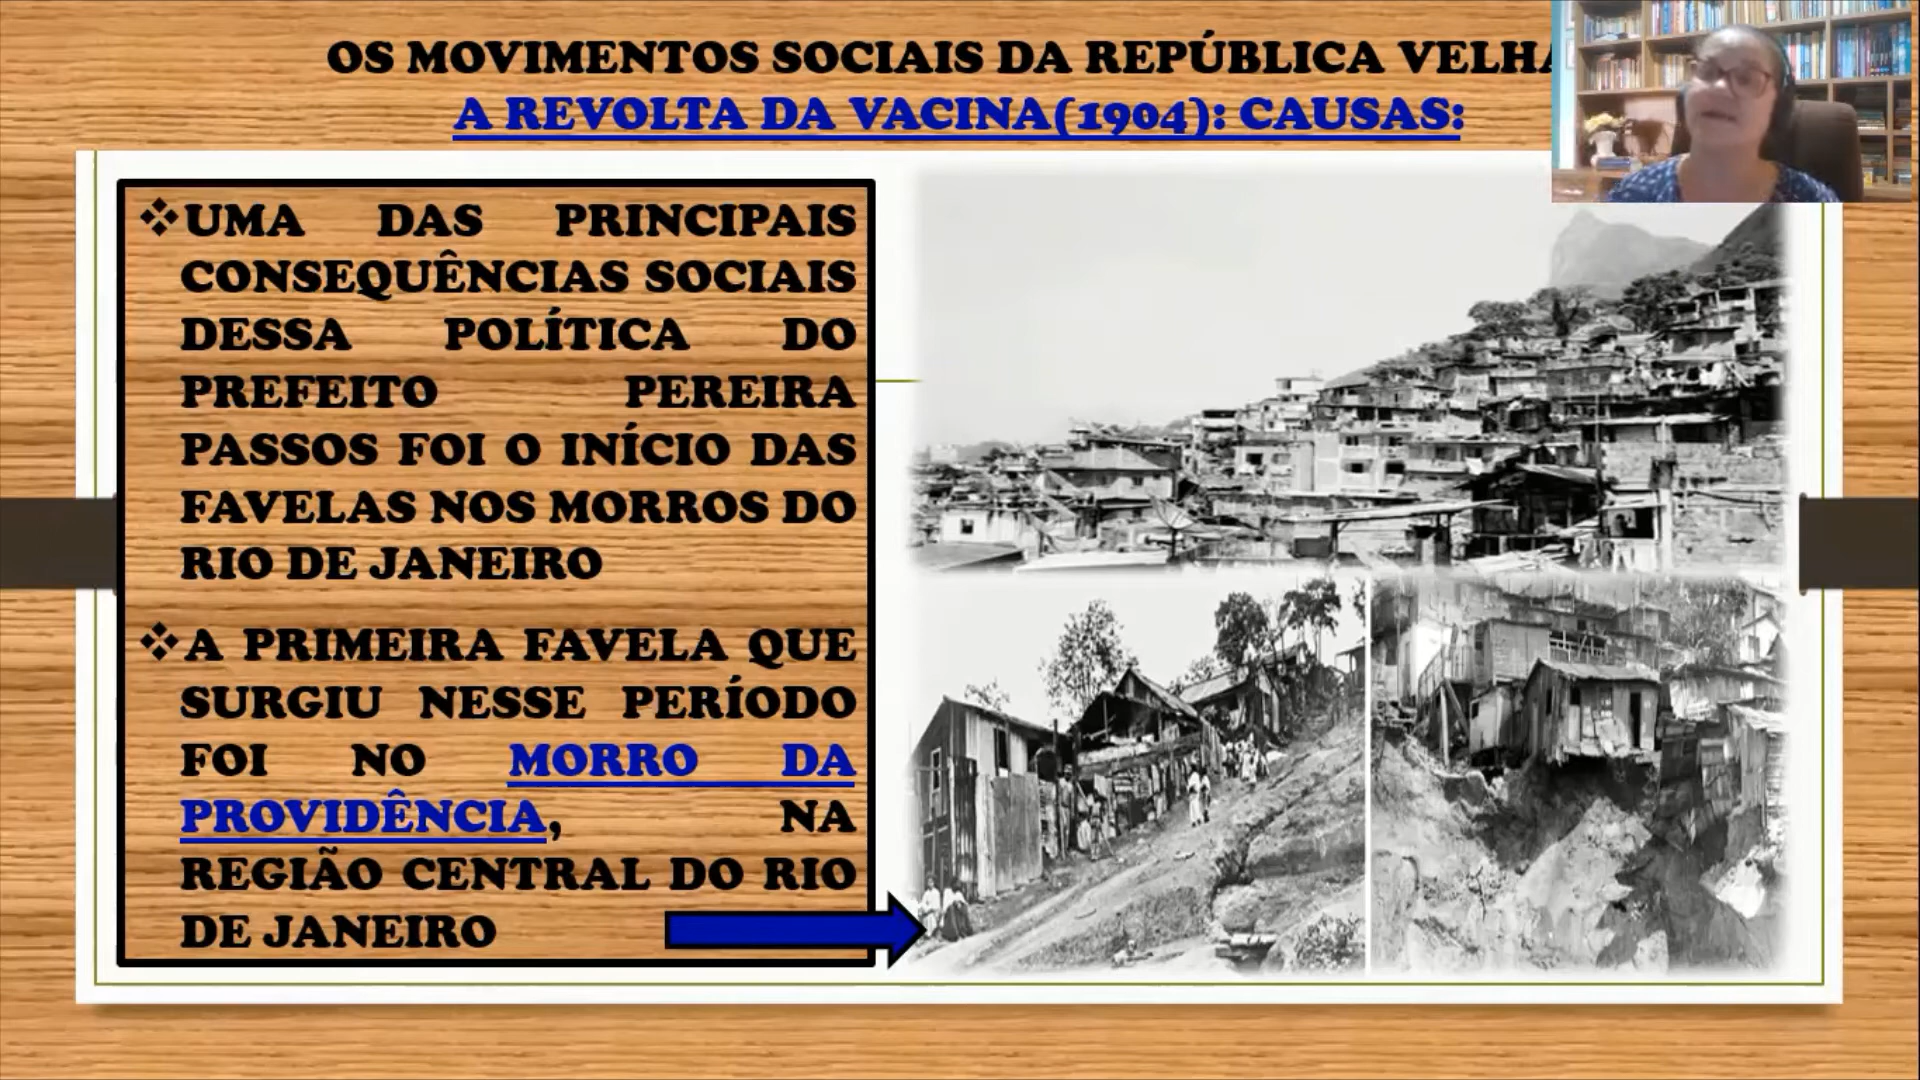 OS MOVIMENTOS SOCIAIS DA REPÚBLICA VELHA
A REVOLTA DA VACINA(1904): CAUSAS:
❖UMA DAS PRINCIPAIS
CONSEQUÊNCIAS SOCIAIS
DESSA POLÍTICA DO
PREFEITO PEREIRA
PASSOS FOI O INÍCIO DAS
FAVELAS NOS MORROS DO
RIO DE JANEIRO
❖A PRIMEIRA FAVELA QUE
SURGIU NESSE PERÍODO
FOI NO MORRO DA
PROVIDÊNCIA, NA
REGIÃO CENTRAL DO RIO
DE JANEIRO